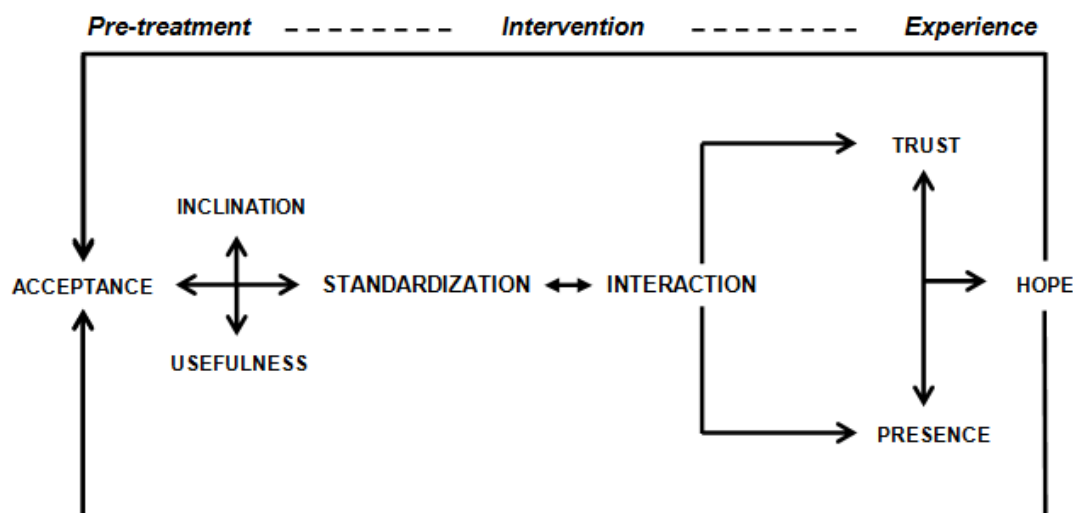 Pre-treatment Intervention Experience
TRUST
INCLINATION
ACCEPTANCE STANDARDIZATION INTERACTION HOPE
USEFULNESS
PRESENCE